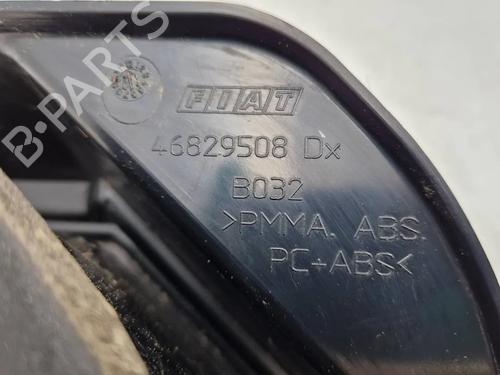 B-PARTS
FIAT
46829508 Dx
B032
>PMMA. ABS.
PC+ABS<